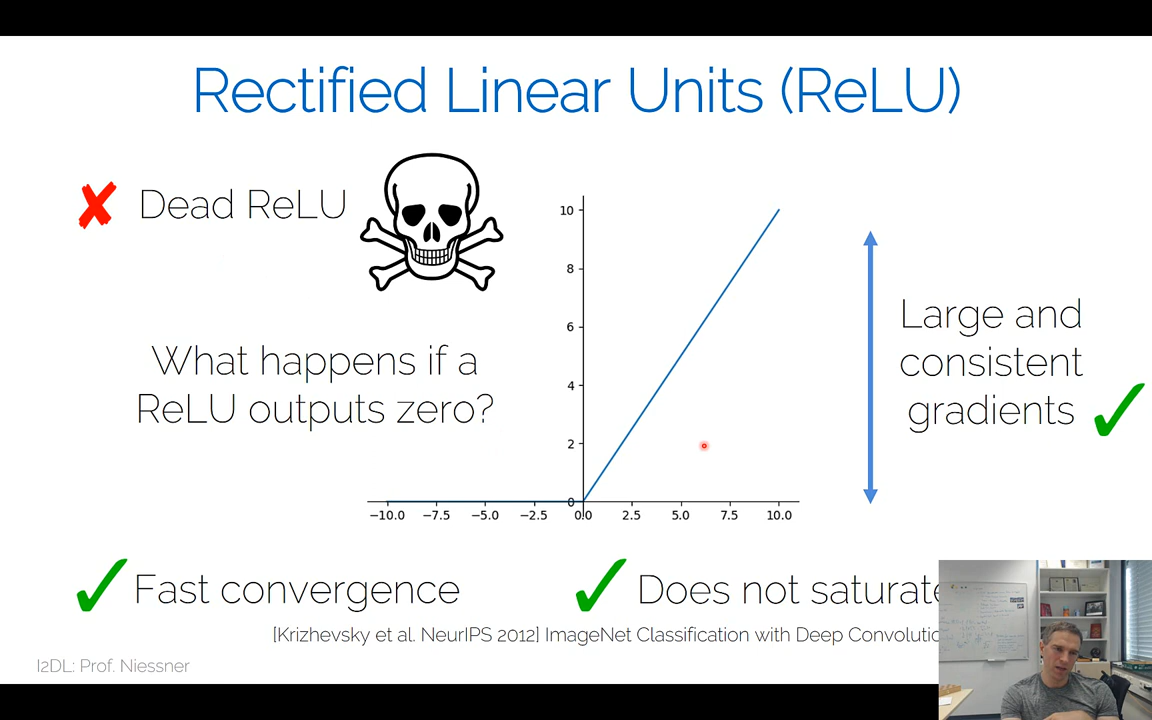 Rectified Linear Units (ReLU)
Dead ReLU
What happens if a
ReLU outputs zero?
10
8
6
4
2
0
−10.0 −7.5 −5.0 −2.5 0.0 2.5 5.0 7.5 10.0
Large and
consistent
gradients
Fast convergence
Does not saturate
[Krizhevsky et al. NeurIPS 2012] ImageNet Classification with Deep
I2DL: Prof. Niessner